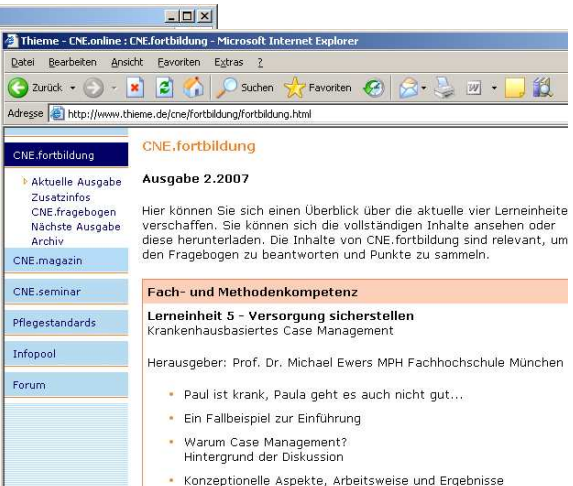 Thieme - CNE.online : CNE.fortbildung - Microsoft Internet Explorer
Datei Bearbeiten Ansicht Favoriten Extras ?
Zurück Suchen Favoriten
Adresse http://www.thieme.de/cne/fortbildung/fortbildung.html
CNE.fortbildung
Aktuelle Ausgabe
Zusatzinfos
CNE.fragebogen
Nächste Ausgabe
Archiv
CNE.magazin
CNE.seminar
Pflegestandards
Infopool
Forum
CNE.fortbildung
Ausgabe 2.2007
Hier können Sie sich einen Überblick über die aktuelle vier Lerneinheite
verschaffen. Sie können sich die vollständigen Inhalte ansehen oder
diese herunterladen. Die Inhalte von CNE.fortbildung sind relevant, um
den Fragebogen zu beantworten und Punkte zu sammeln.
Fach- und Methodenkompetenz
Lerneinheit 5 - Versorgung sicherstellen
Krankenhausbasiertes Case Management
Herausgeber: Prof. Dr. Michael Ewers MPH Fachhochschule München
• Paul ist krank, Paula geht es auch nicht gut...
• Ein Fallbeispiel zur Einführung
• Warum Case Management?
Hintergrund der Diskussion
• Konzeptionelle Aspekte, Arbeitsweise und Ergebnisse